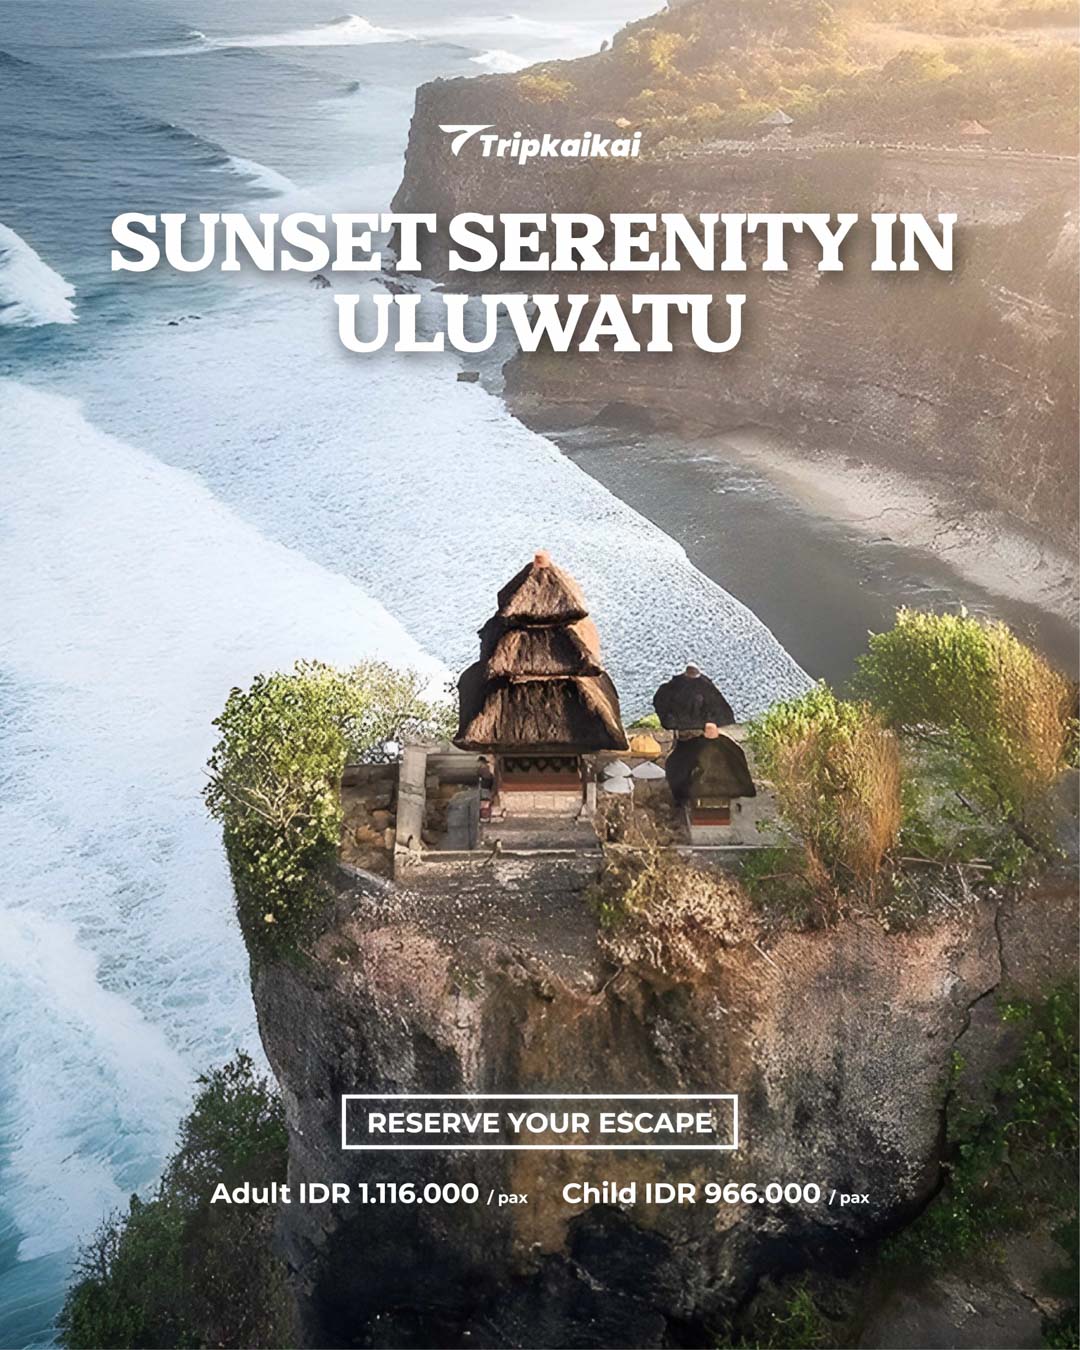 Tripkaikai
SUNSET SERENITY IN
ULUWATU
RESERVE YOUR ESCAPE
Adult IDR 1.116.000 / pax Child IDR 966.000 / pax